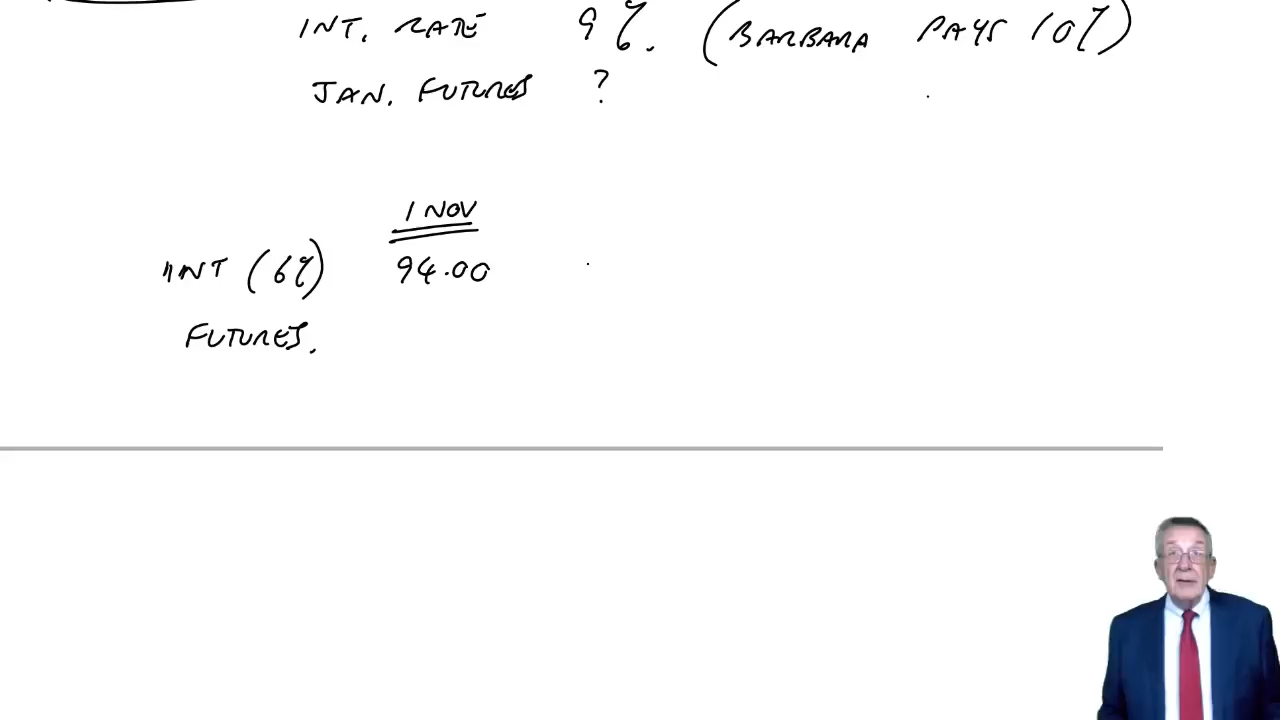 INT. RATE 9%. (BARBARA PAYS 10%)
JAN. FUTURES ?
1 NOV
INT (6%) 94.00
FUTURES.